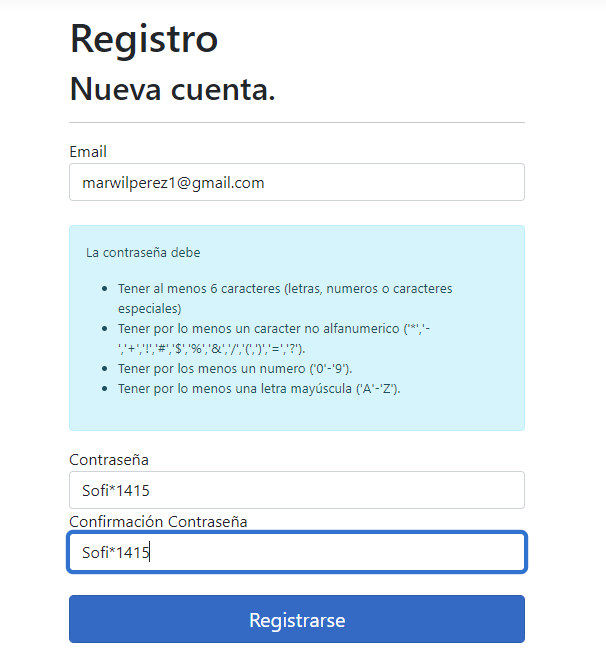 Registro
Nueva cuenta.
Email
marwilperez1@gmail.com
La contraseña debe
Tener al menos 6 caracteres (letras, numeros o caracteres
especiales)
Tener por lo menos un caracter no alfanumerico ('*','-
','+','!','#','$','%','&','/','(',')','=','?').
Tener por los menos un numero ('0'-'9').
Tener por lo menos una letra mayúscula ('A'-'Z').
Contraseña
Sofi*1415
Confirmación Contraseña
Sofi*1415
Registrarse